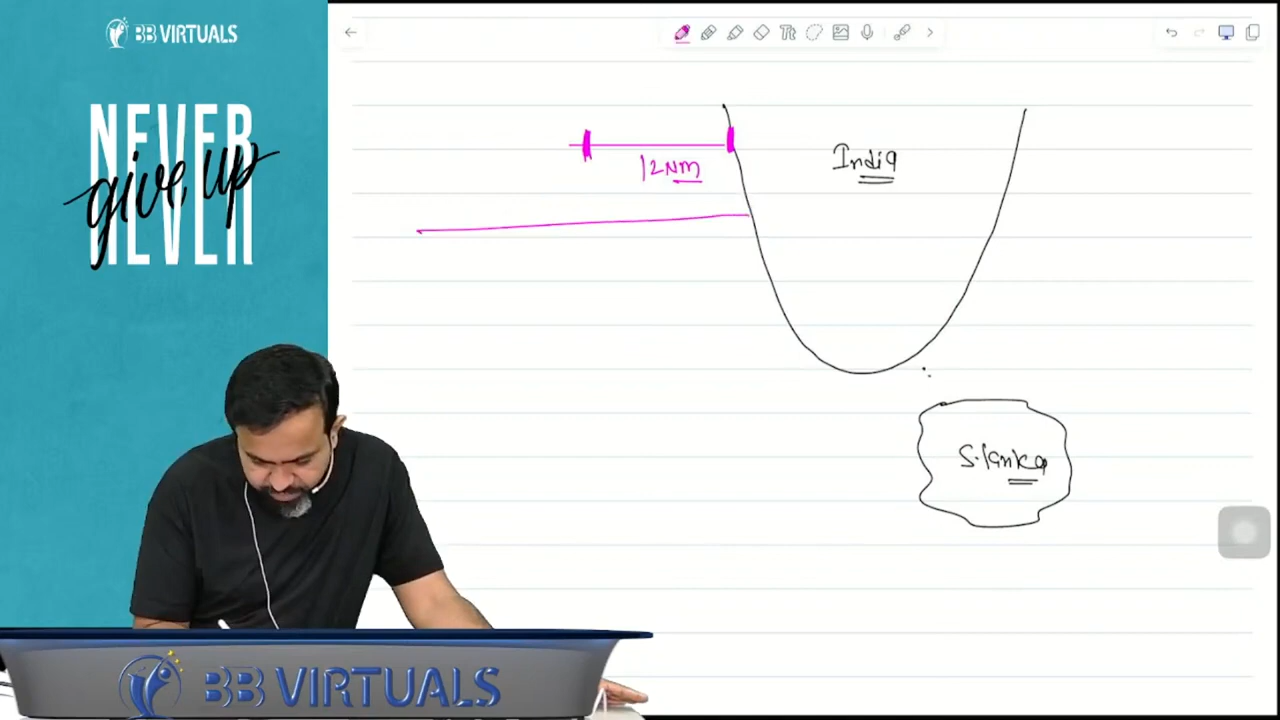 BB VIRTUALS
NEVER
give up
NEVER
12Nm
India
S.lanka
BB VIRTUALS